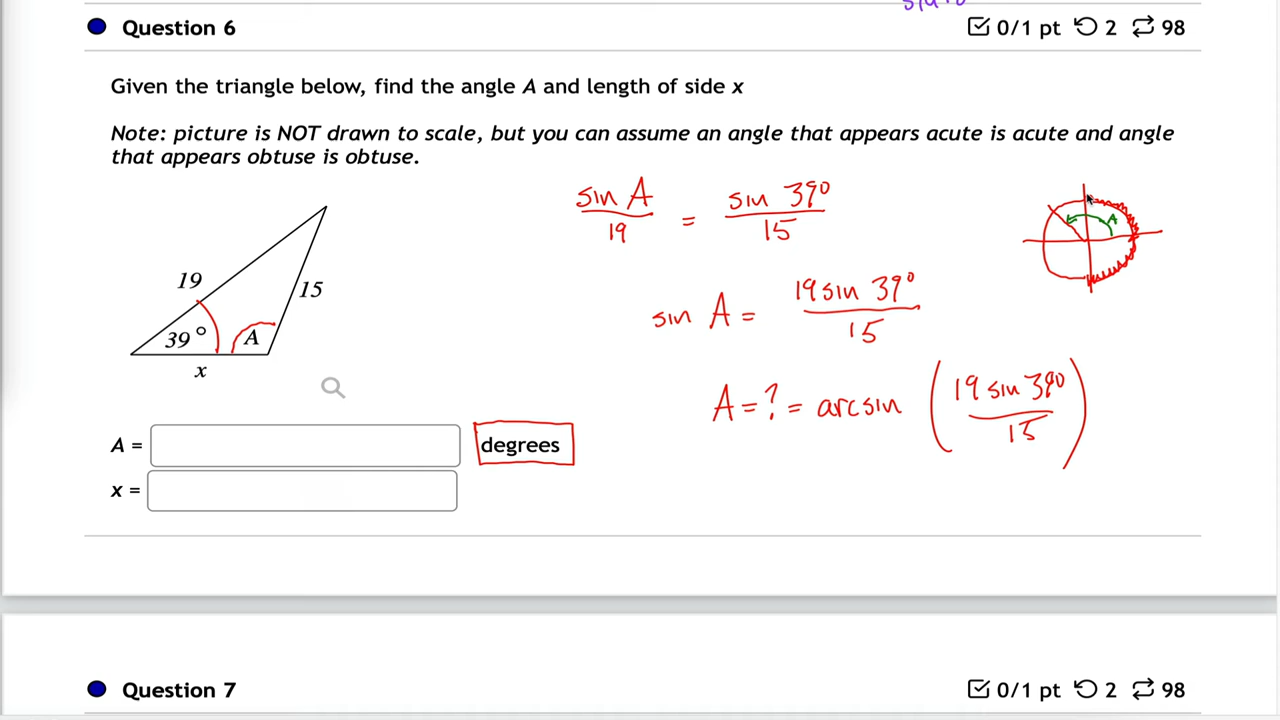 Question 6
0/1 pt 2 98
Given the triangle below, find the angle A and length of side x
Note: picture is NOT drawn to scale, but you can assume an angle that appears acute is acute and angle
that appears obtuse is obtuse.
sin A / 19 = sin 39° / 15
A
19
15
39° A
x
sin A = 19 sin 39° / 15
A = ? = arcsin ( 19 sin 39° / 15 )
A = degrees
x =
Question 7
0/1 pt 2 98